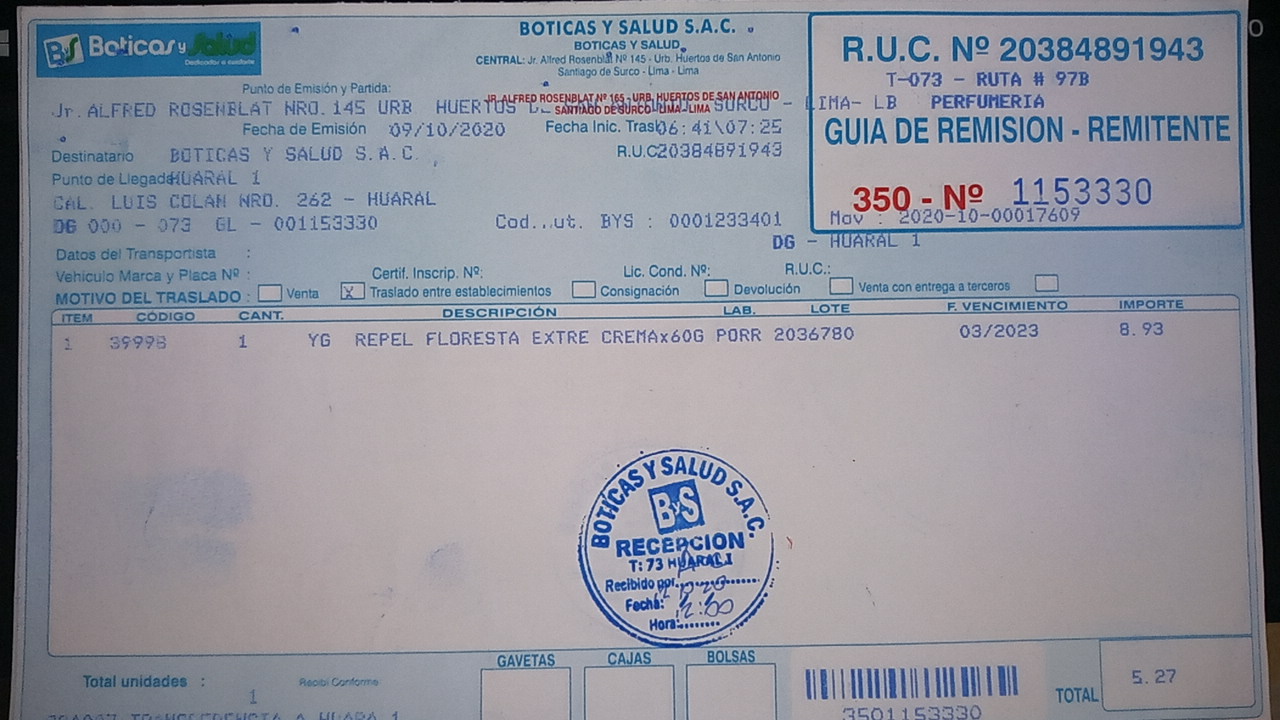 BS Boticas y Salud
Dedicados a cuidarte
BOTICAS Y SALUD S.A.C.
BOTICAS Y SALUD
CENTRAL: Jr. Alfred Rosenblat Nº 145 - Urb. Huertos de San Antonio
Santiago de Surco - Lima - Lima
R.U.C. Nº 20384891943
T-073 - RUTA # 97B
PERFUMERIA
GUIA DE REMISION - REMITENTE
350 - Nº 1153330
Mov : 2020-10-00017609
Punto de Emisión y Partida:
JR. ALFRED ROSENBLAT Nº 165 - URB. HUERTOS DE SAN ANTONIO
SANTIAGO DE SURCO - LIMA - LIMA
Jr. ALFRED ROSENBLAT NRO. 145 URB HUERTOS SURCO - LIMA- LB
Fecha de Emisión 09/10/2020 Fecha Inic. Trasl 06:41\07:25
Destinatario BOTICAS Y SALUD S.A.C. R.U.C 20384891943
Punto de Llegada HUARAL 1
CAL. LUIS COLAN NRO. 262 - HUARAL
DG 000 - 073 GL - 001153330 Cod...ut. BYS : 0001233401
DG - HUARAL 1
Datos del Transportista :
Vehículo Marca y Placa Nº : Certif. Inscrip. Nº: Lic. Cond. Nº: R.U.C.:
MOTIVO DEL TRASLADO : Venta X Traslado entre establecimientos Consignación Devolución Venta con entrega a terceros
ITEM CÓDIGO CANT. DESCRIPCIÓN LAB. LOTE F. VENCIMIENTO IMPORTE
1 39998 1 YG REPEL FLORESTA EXTRE CREMAx60G PORR 2036780 03/2023 8.93
BOTICAS Y SALUD S.A.C.
ByS
RECEPCION
T: 73 HUARAL 1
Recibido por:
Fecha:
Hora: 12:00
GAVETAS CAJAS BOLSAS
Total unidades : 1 Recibí Conforme
TOTAL 5.27
3501153330